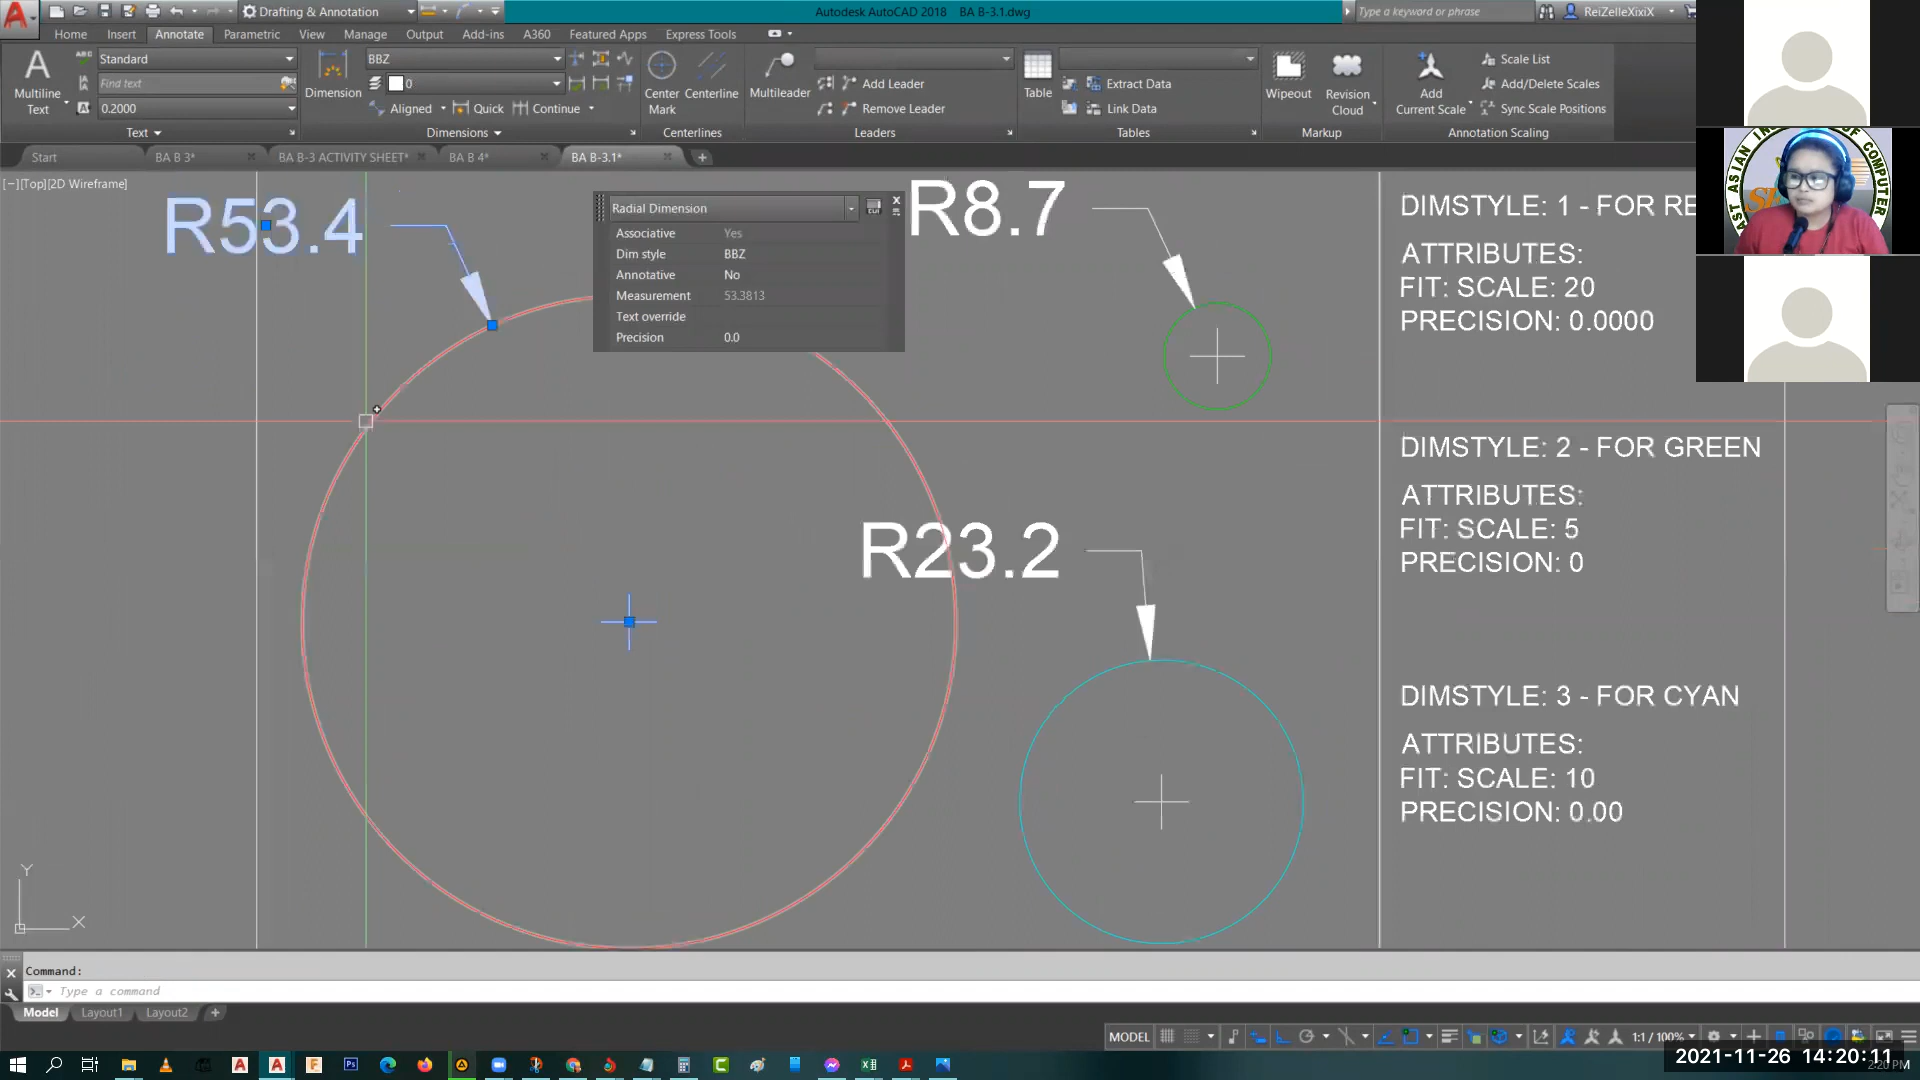 Drafting & Annotation
Autodesk AutoCAD 2018 BA B-3.1.dwg
Type a keyword or phrase
ReiZelleXixiX
Home Insert Annotate Parametric View Manage Output Add-ins A360 Featured Apps Express Tools
Standard
Find text
0.2000
Multiline Text
Text
Dimension
BBZ
0
Aligned Quick Continue
Dimensions
Center Mark
Centerline
Centerlines
Multileader
Add Leader
Remove Leader
Leaders
Table
Extract Data
Link Data
Tables
Wipeout
Revision Cloud
Markup
Add Current Scale
Scale List
Add/Delete Scales
Sync Scale Positions
Annotation Scaling
Start BA B 3* BA B-3 ACTIVITY SHEET* BA B 4* BA B-3.1*
[−][Top][2D Wireframe]
R53.4
Radial Dimension
Associative Yes
Dim style BBZ
Annotative No
Measurement 53.3813
Text override
Precision 0.0
R8.7
R23.2
DIMSTYLE: 1 - FOR RE
ATTRIBUTES:
FIT: SCALE: 20
PRECISION: 0.0000
DIMSTYLE: 2 - FOR GREEN
ATTRIBUTES:
FIT: SCALE: 5
PRECISION: 0
DIMSTYLE: 3 - FOR CYAN
ATTRIBUTES:
FIT: SCALE: 10
PRECISION: 0.00
Y
X
Command:
Type a command
Model Layout1 Layout2
MODEL
1:1 / 100%
2021-11-26 14:20:11
2:20 PM